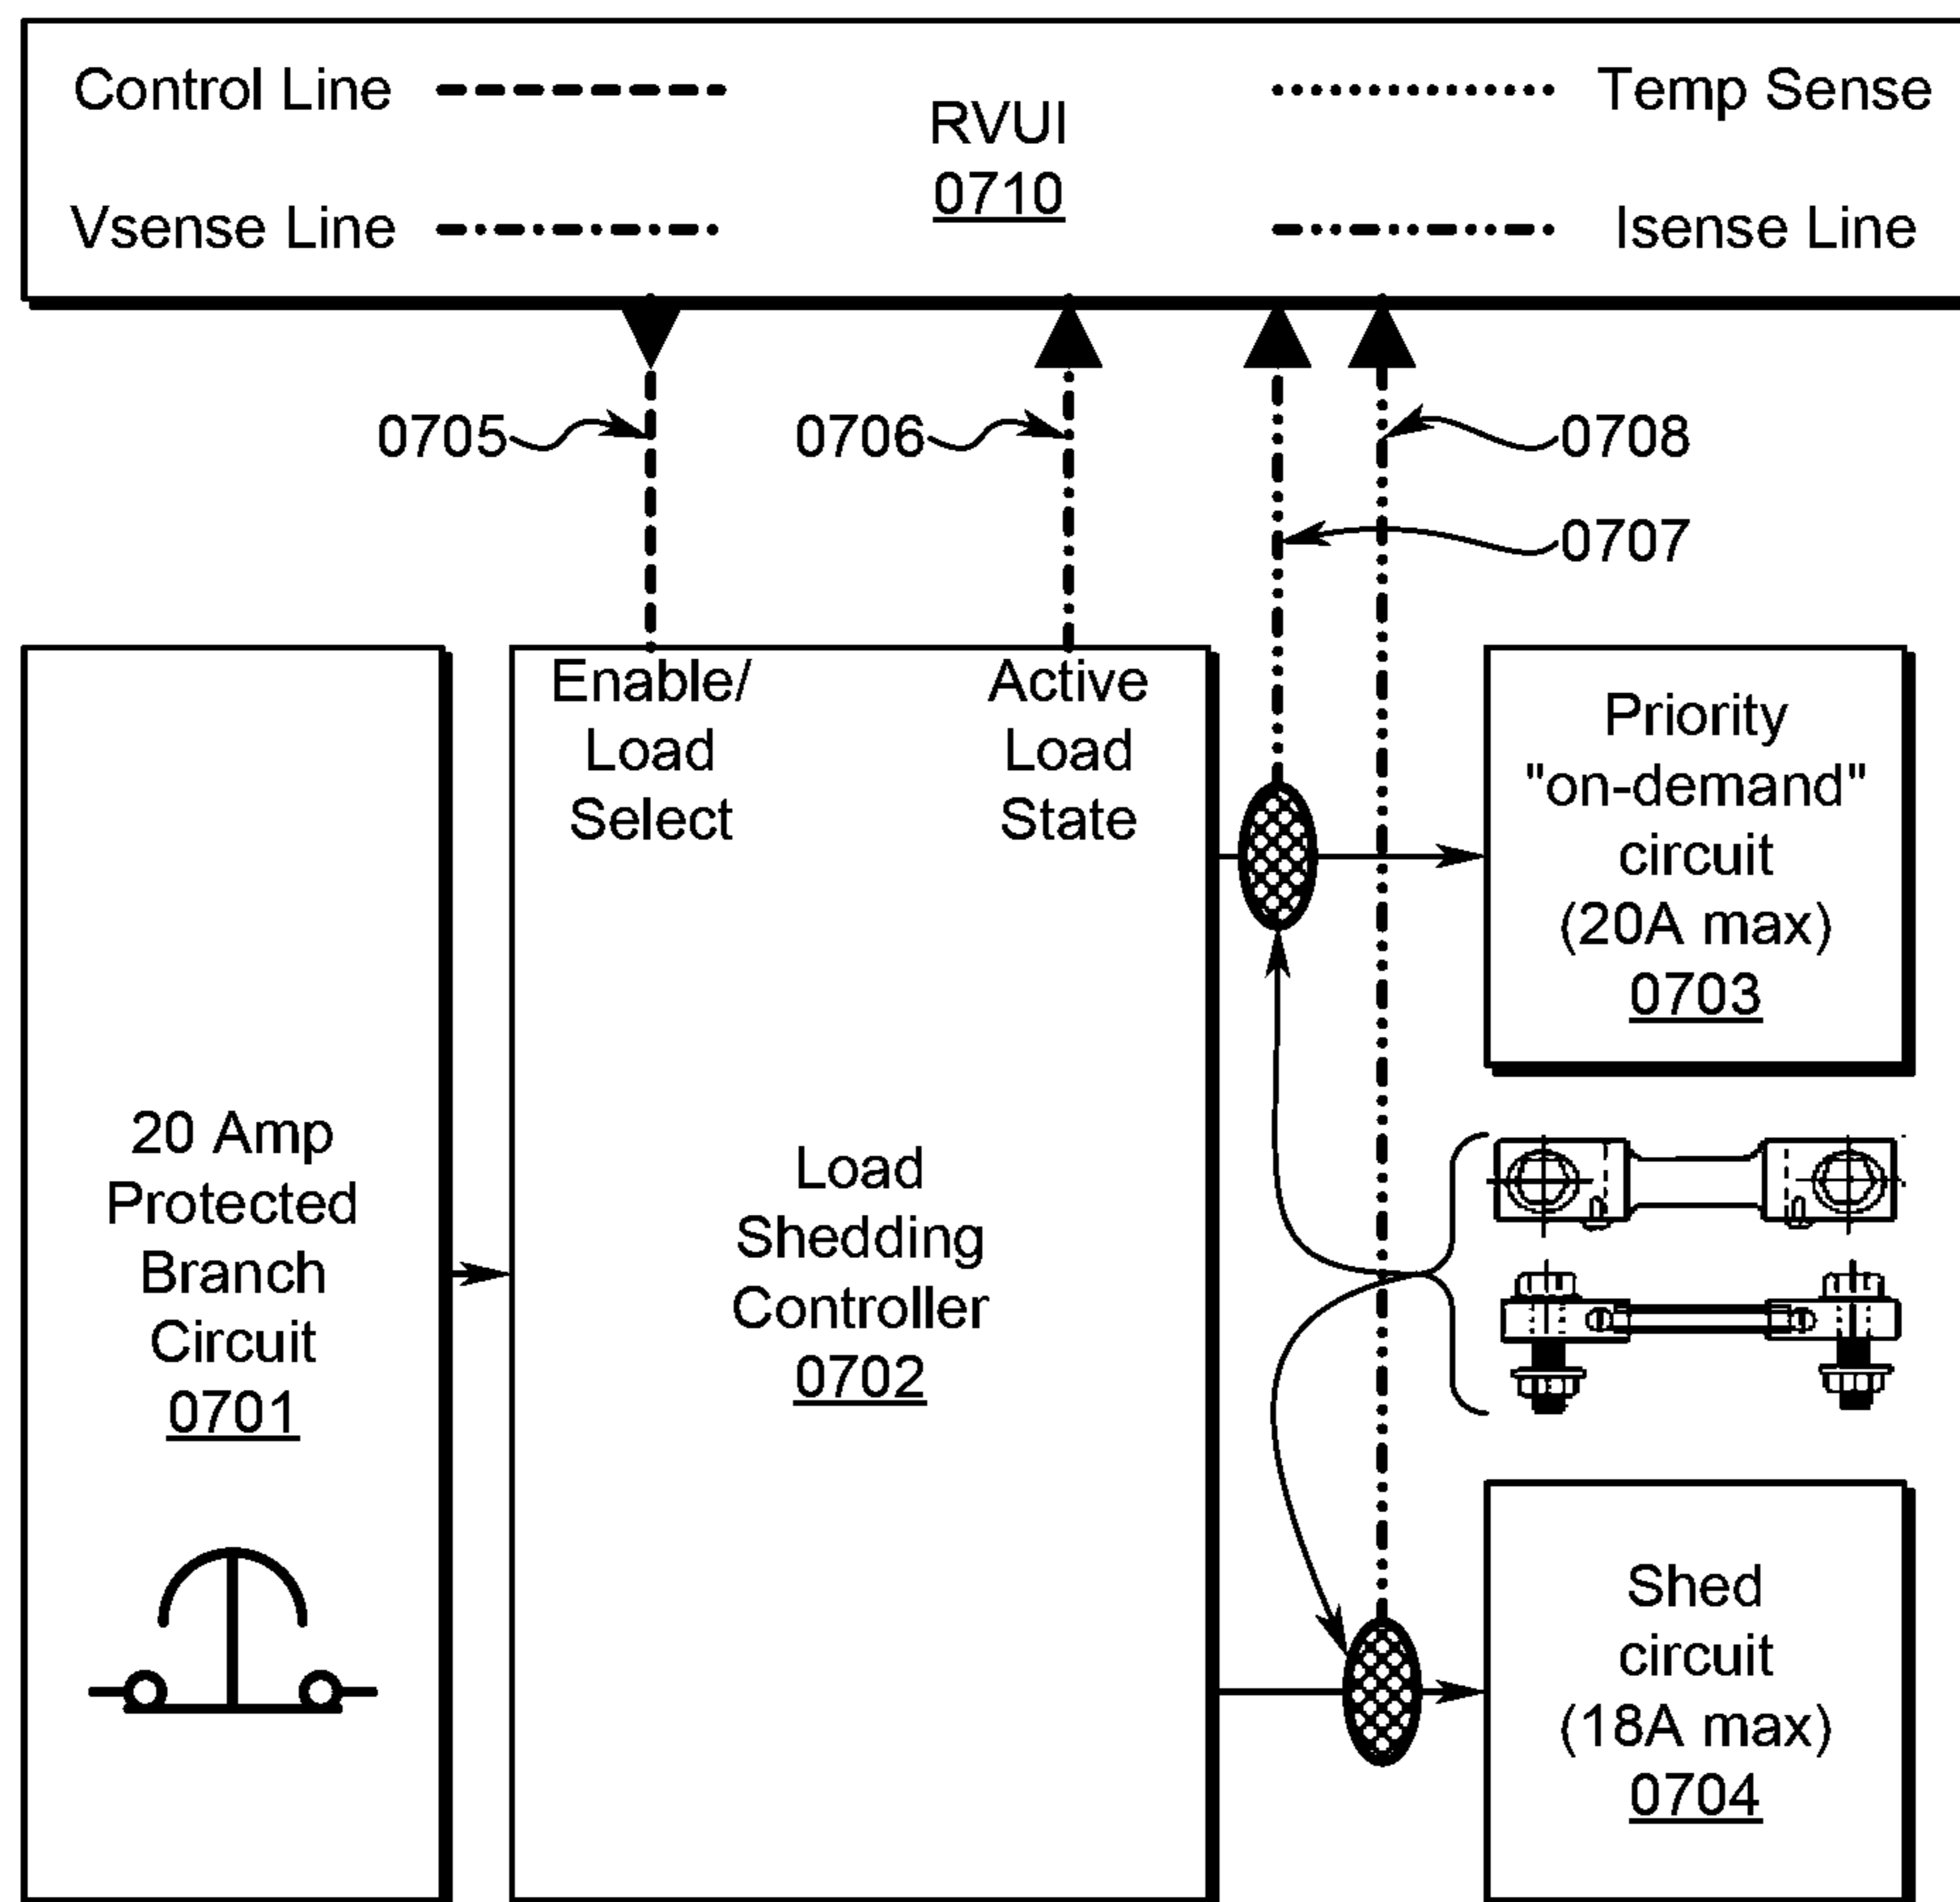 Control Line
Temp Sense
RVUI
0710
Vsense Line
Isense Line
0705
0706
0708
0707
Enable/
Load
Select
Active
Load
State
Priority
"on-demand"
circuit
(20A max)
0703
20 Amp
Protected
Branch
Circuit
0701
Load
Shedding
Controller
0702
Shed
circuit
(18A max)
0704